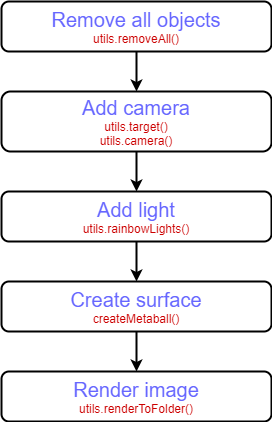 Remove all objects
utils.removeAll()
Add camera
utils.target()
utils.camera()
Add light
utils.rainbowLights()
Create surface
createMetaball()
Render image
utils.renderToFolder()